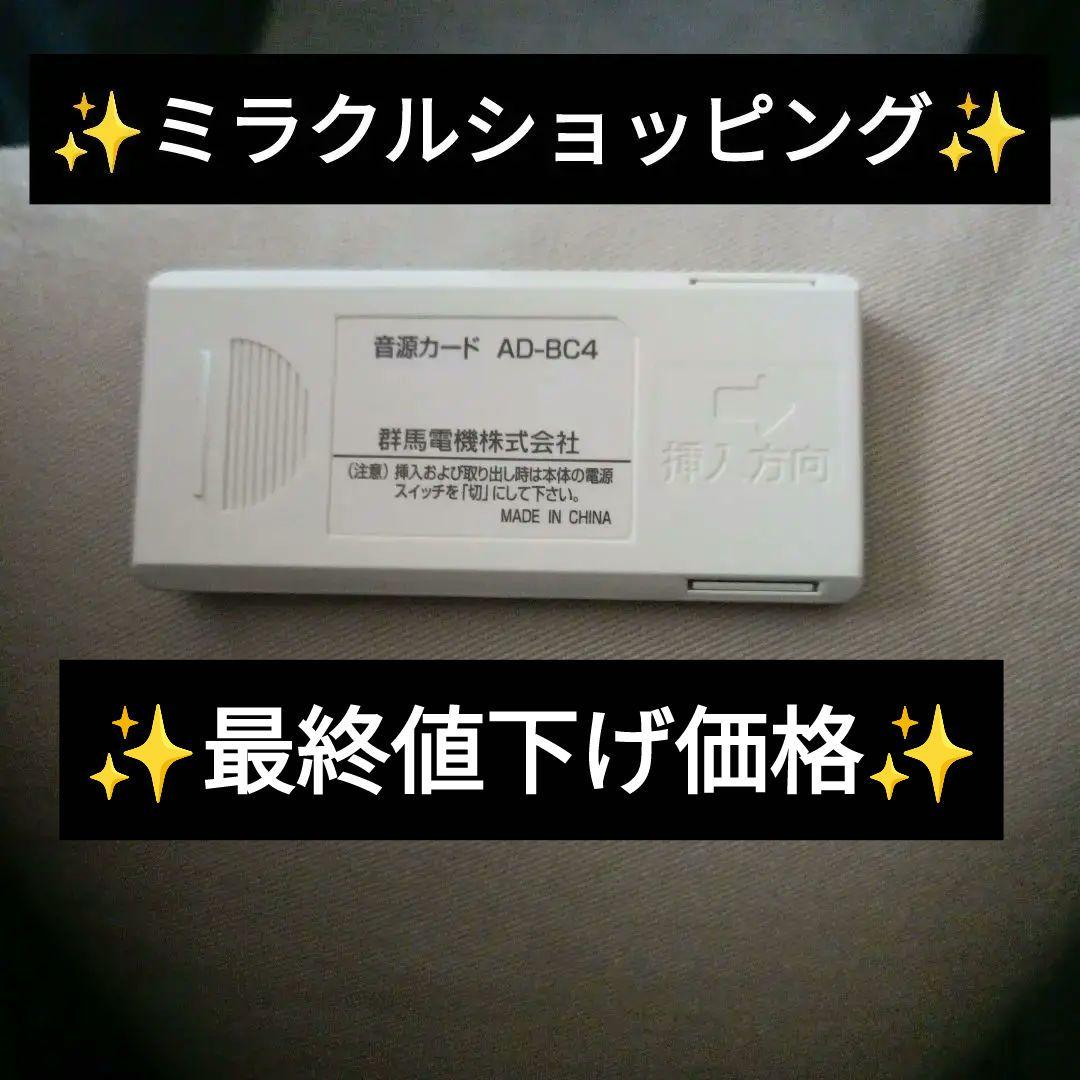 ✨ミラクルショッピング✨
音源カード AD-BC4
群馬電機株式会社
(注意) 挿入および取り出し時は本体の電源
スイッチを「切」にして下さい。
MADE IN CHINA
挿入方向
✨最終値下げ価格✨